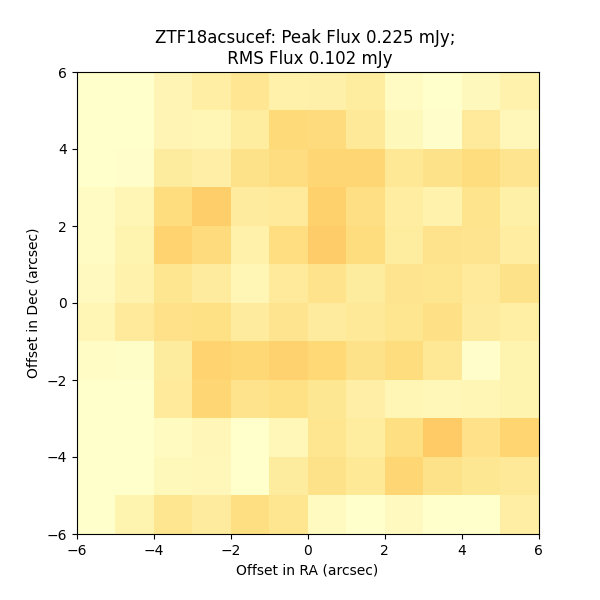 ZTF18acsucef: Peak Flux 0.225 mJy;
RMS Flux 0.102 mJy
6
4
2
0
−2
−4
−6
Offset in Dec (arcsec)
−6 −4 −2 0 2 4 6
Offset in RA (arcsec)